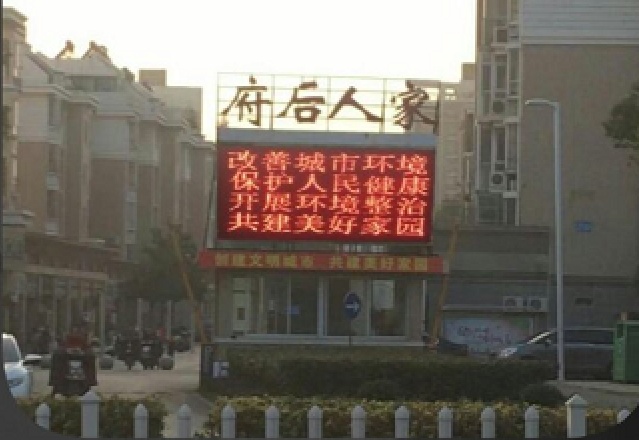 府后人家
改善城市环境
保护人民健康
开展环境整治
共建美好家园
创建文明城市 共建美好家园